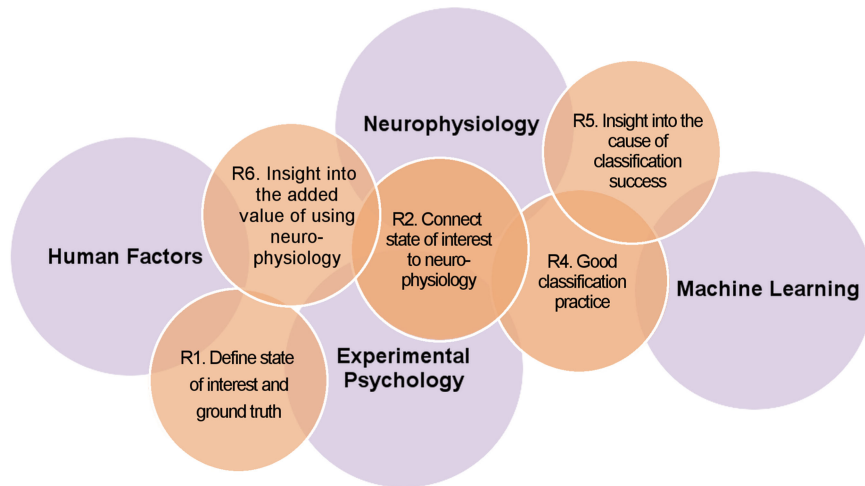 Neurophysiology
R5. Insight into the
cause of
classification
success
R6. Insight into
the added
value of using
neuro-
physiology
Human Factors
R2. Connect
state of interest
to neuro-
physiology
R4. Good
classification
practice
Machine Learning
R1. Define state
of interest and
ground truth
Experimental
Psychology